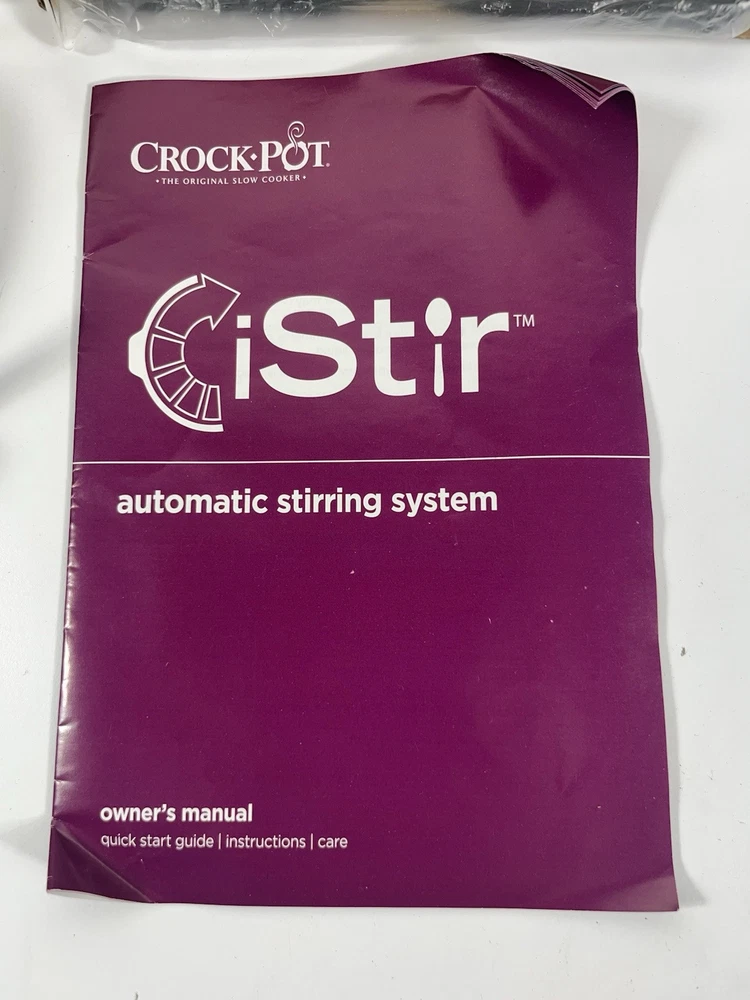 CROCK•POT®
• THE ORIGINAL SLOW COOKER •
iStir™
automatic stirring system
owner's manual
quick start guide | instructions | care